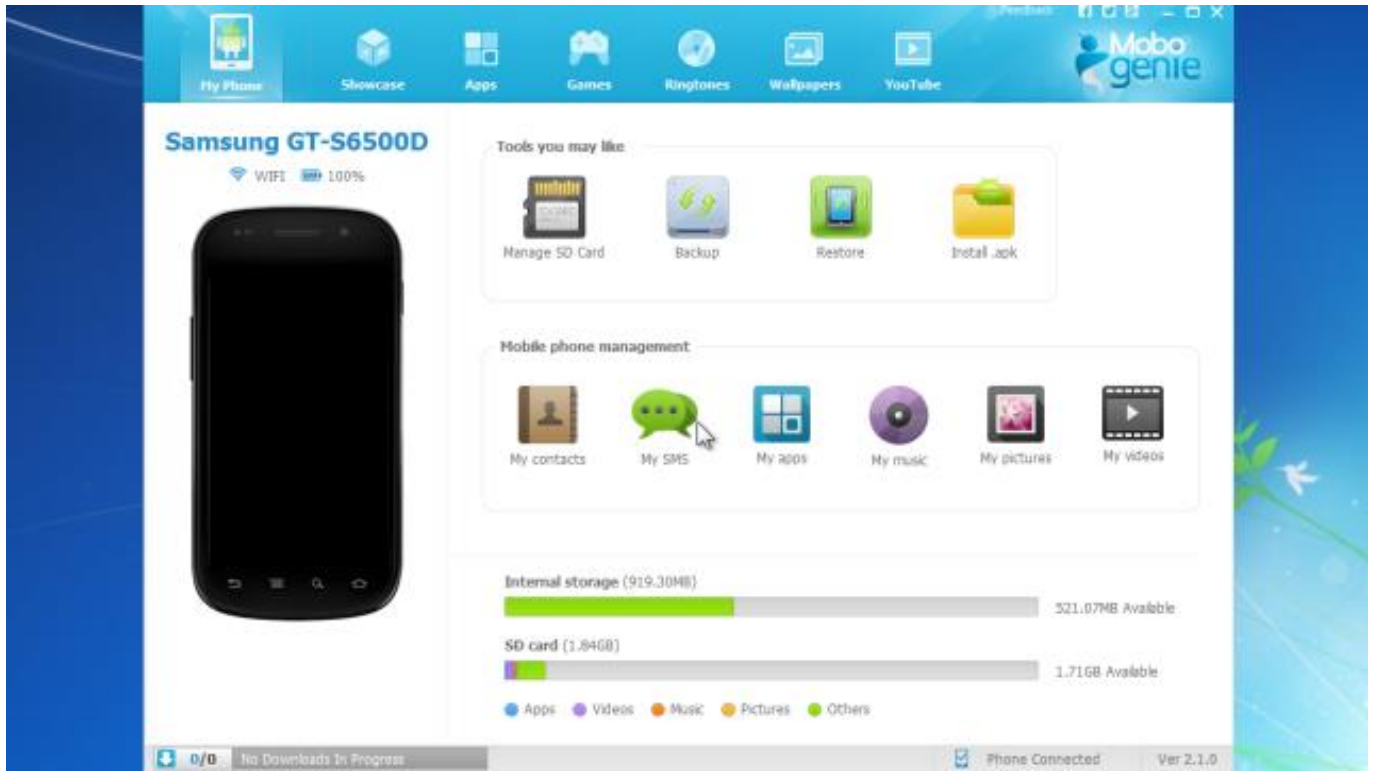 Feedback
My Phone
Showcase
Apps
Games
Ringtones
Wallpapers
YouTube
Mobo
genie
Samsung GT-S6500D
WIFI 100%
Tools you may like
Manage SD Card
Backup
Restore
Install .apk
Mobile phone management
My contacts
My SMS
My apps
My music
My pictures
My videos
Internal storage (919.30MB)
521.07MB Available
SD card (1.84GB)
1.71GB Available
Apps Videos Music Pictures Others
0/0 No Downloads In Progress
Phone Connected
Ver 2.1.0